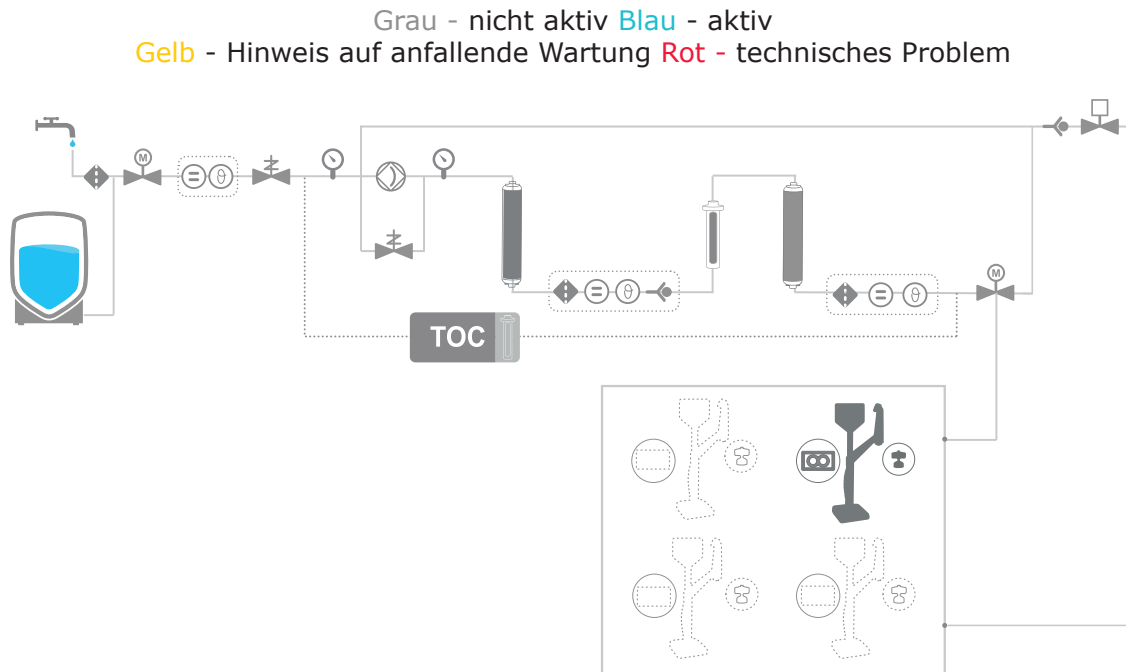 Grau - nicht aktiv Blau - aktiv
Gelb - Hinweis auf anfallende Wartung Rot - technisches Problem
M
M
TOC